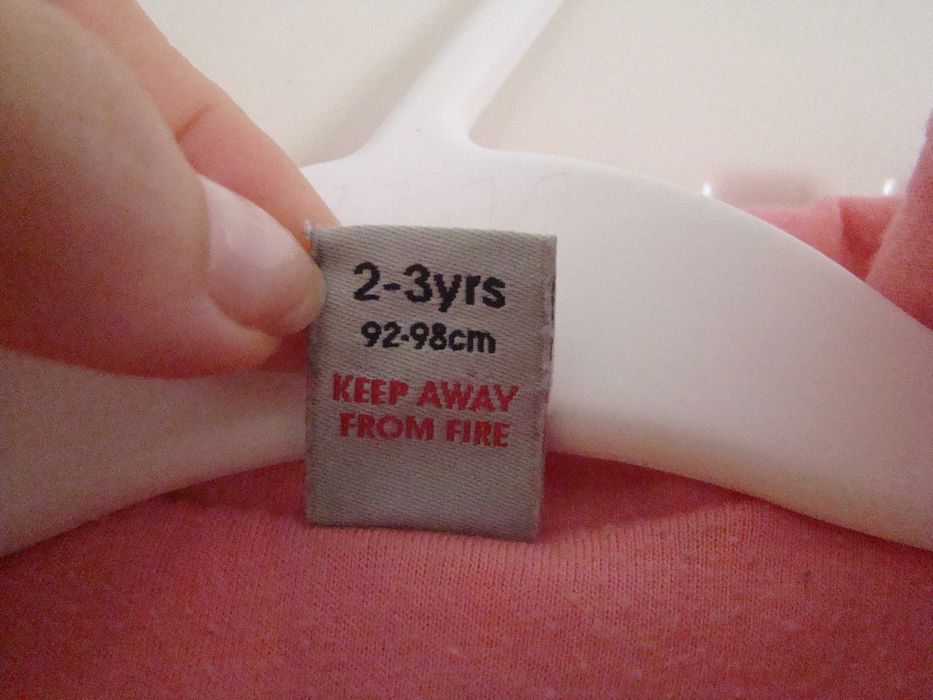 2-3yrs
92-98cm
KEEP AWAY
FROM FIRE